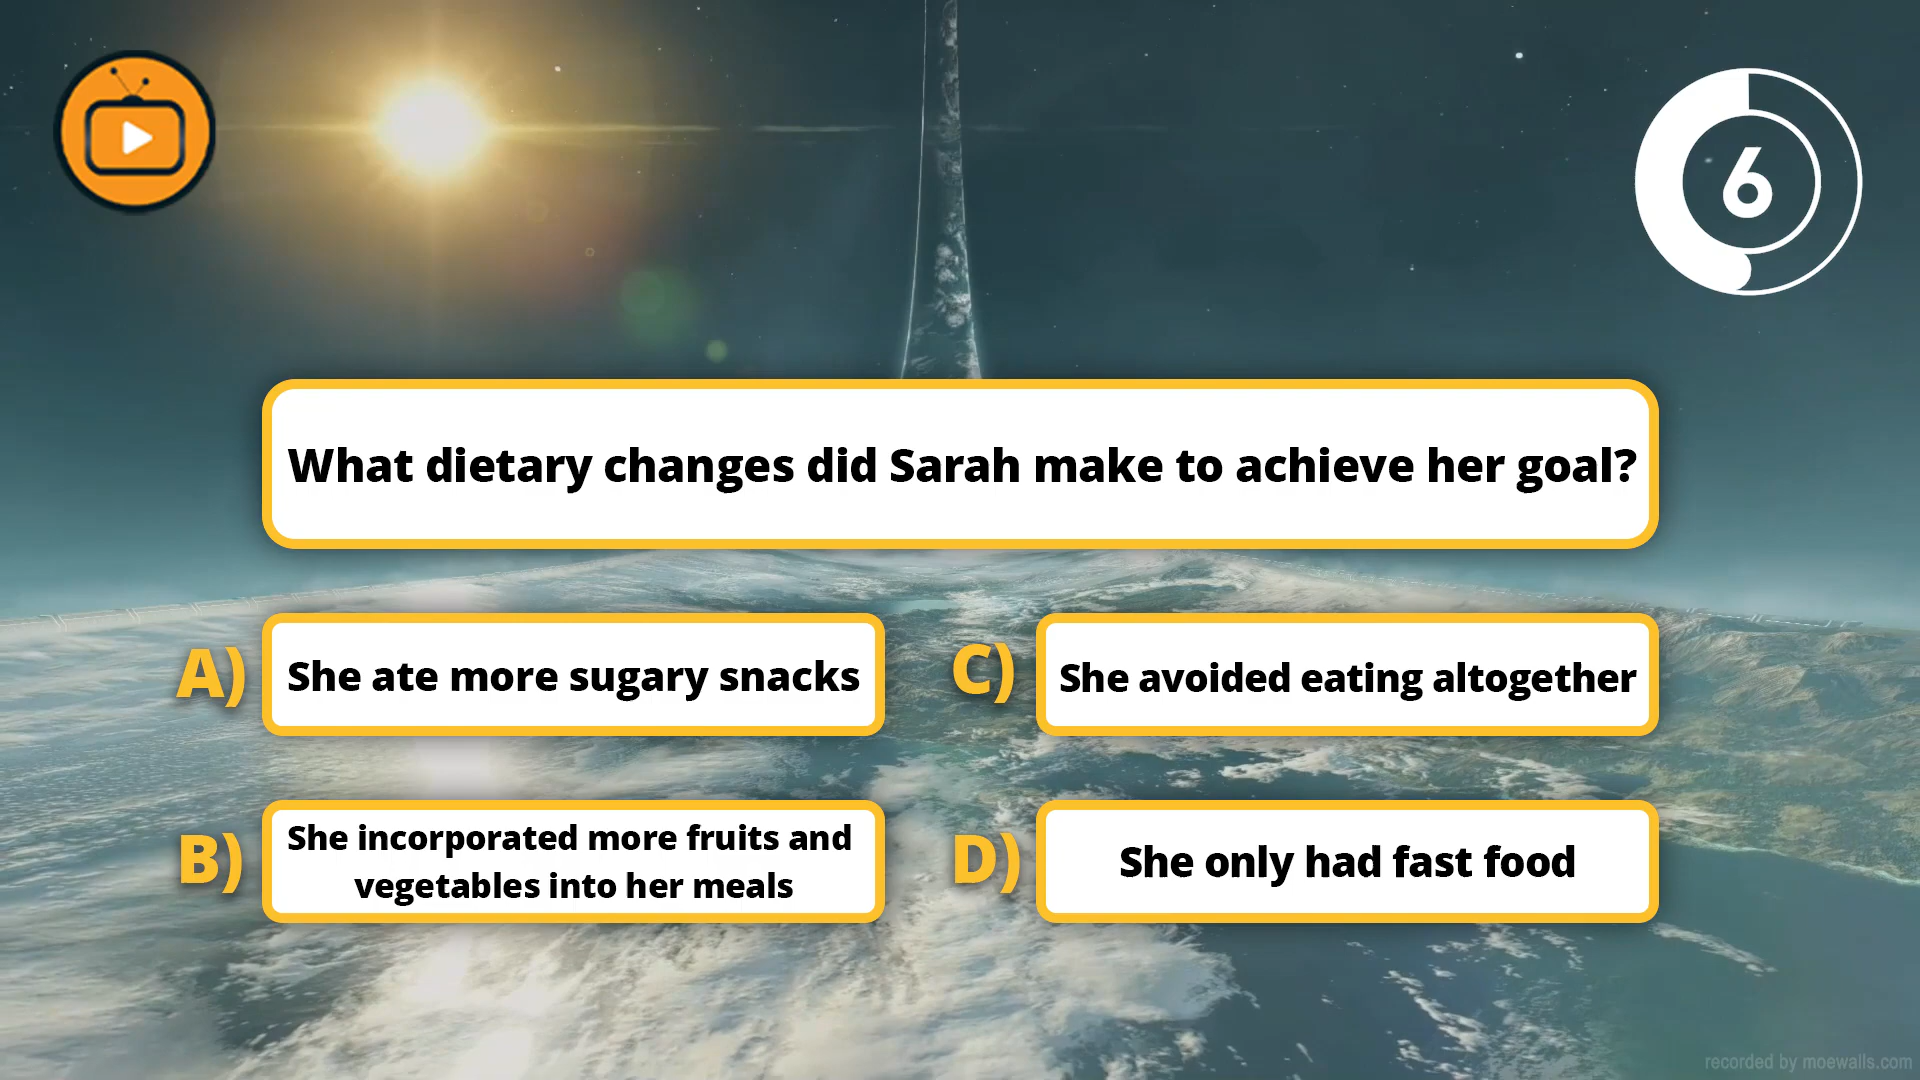 6
What dietary changes did Sarah make to achieve her goal?
A) She ate more sugary snacks
B) She incorporated more fruits and
vegetables into her meals
C) She avoided eating altogether
D) She only had fast food
recorded by moewalls.com